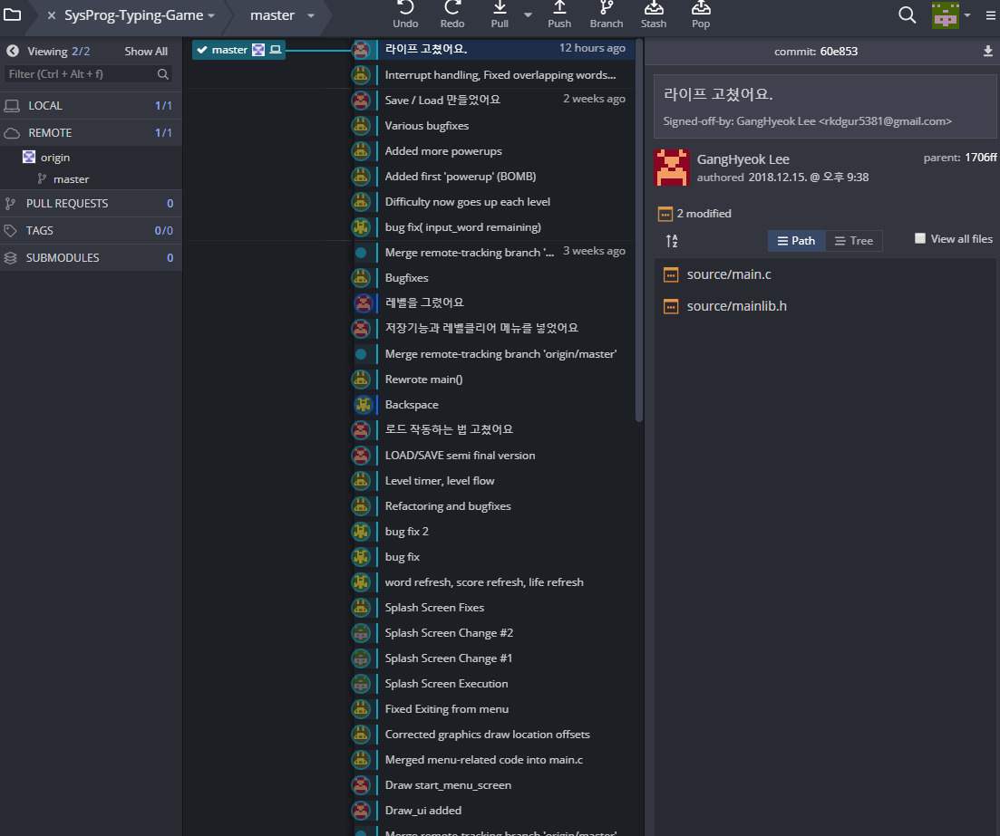 SysProg-Typing-Game
master
Undo
Redo
Pull
Push
Branch
Stash
Pop
Viewing 2/2
Show All
Filter (Ctrl + Alt + f)
LOCAL 1/1
REMOTE 1/1
origin
master
PULL REQUESTS 0
TAGS 0/0
SUBMODULES 0
master
라이프 고쳤어요. 12 hours ago
Interrupt handling, Fixed overlapping words...
Save / Load 만들었어요 2 weeks ago
Various bugfixes
Added more powerups
Added first 'powerup' (BOMB)
Difficulty now goes up each level
bug fix( input_word remaining)
Merge remote-tracking branch '... 3 weeks ago
Bugfixes
레벨을 그렸어요
저장기능과 레벨클리어 메뉴를 넣었어요
Merge remote-tracking branch 'origin/master'
Rewrote main()
Backspace
로드 작동하는 법 고쳤어요
LOAD/SAVE semi final version
Level timer, level flow
Refactoring and bugfixes
bug fix 2
bug fix
word refresh, score refresh, life refresh
Splash Screen Fixes
Splash Screen Change #2
Splash Screen Change #1
Splash Screen Execution
Fixed Exiting from menu
Corrected graphics draw location offsets
Merged menu-related code into main.c
Draw start_menu_screen
Draw_ui added
Merge remote-tracking branch 'origin/master'
commit: 60e853
라이프 고쳤어요.
Signed-off-by: GangHyeok Lee <rkdgur5381@gmail.com>
GangHyeok Lee
parent: 1706ff
authored 2018.12.15. @ 오후 9:38
2 modified
Path
Tree
View all files
source/main.c
source/mainlib.h